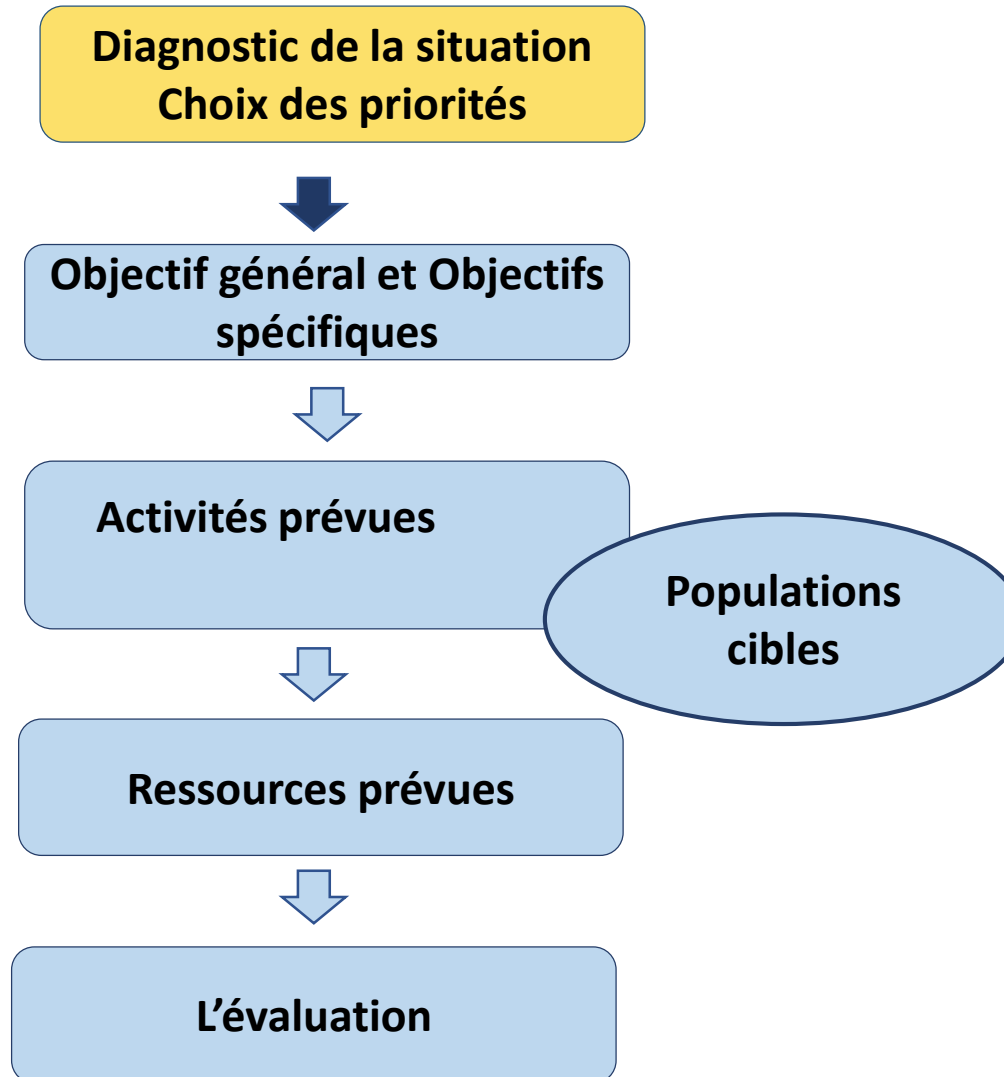 Diagnostic de la situation
Choix des priorités
Objectif général et Objectifs
spécifiques
Activités prévues
Populations
cibles
Ressources prévues
L’évaluation